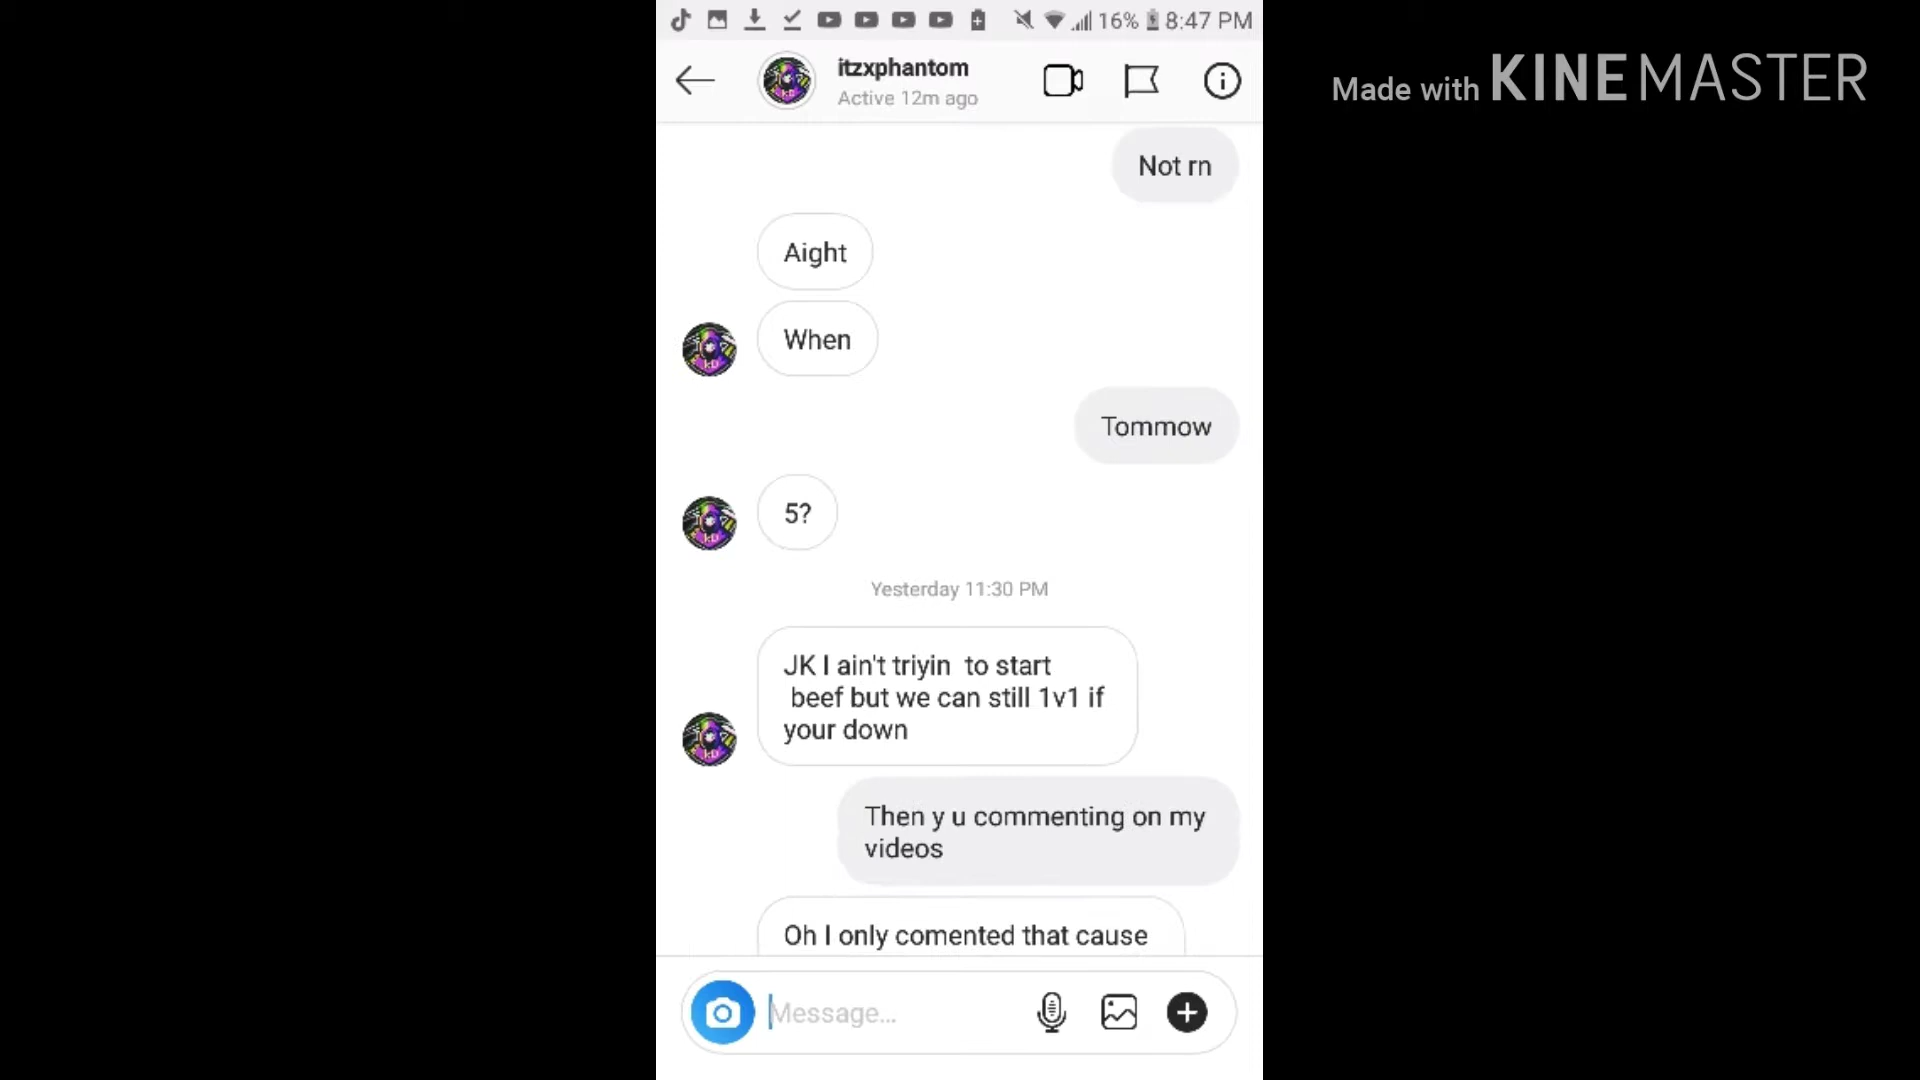 16% 8:47 PM
itzxphantom
Active 12m ago
Made with KINEMASTER
Not rn
Aight
When
Tommow
5?
Yesterday 11:30 PM
JK I ain't triyin to start
beef but we can still 1v1 if
your down
Then y u commenting on my
videos
Oh I only comented that cause
Message...